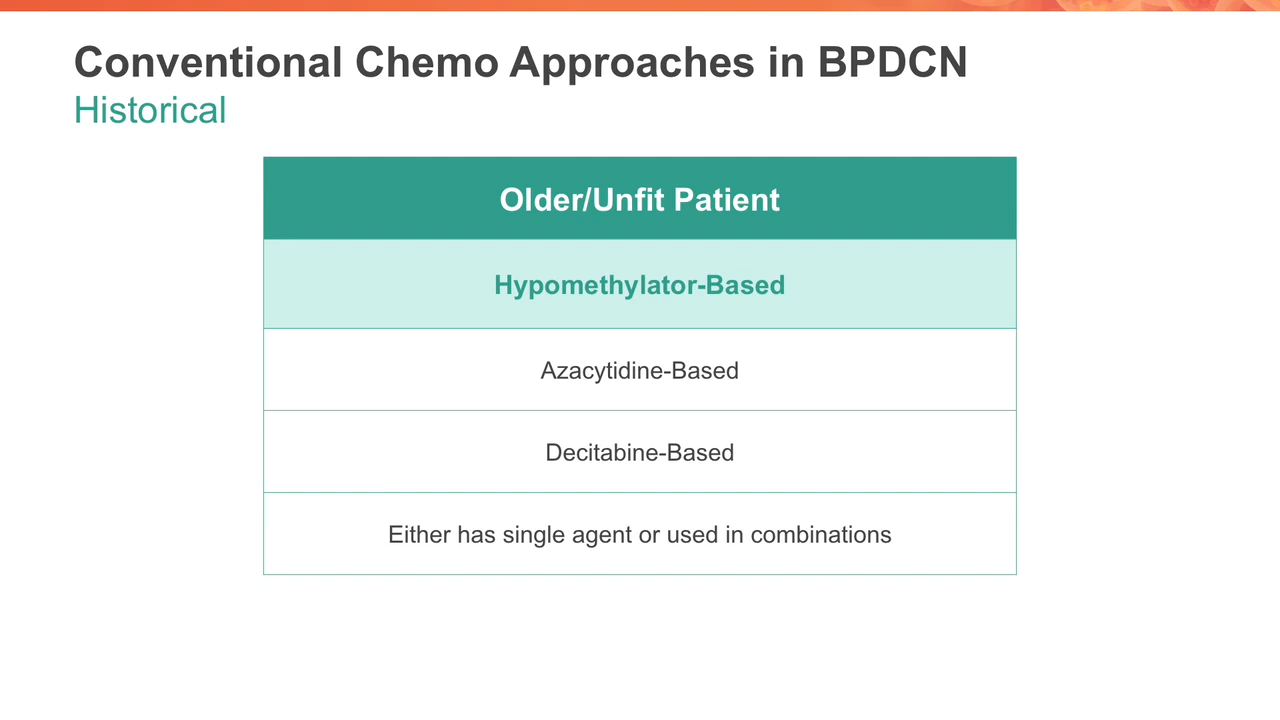 Conventional Chemo Approaches in BPDCN
Historical
Older/Unfit Patient
Hypomethylator-Based
Azacytidine-Based
Decitabine-Based
Either has single agent or used in combinations